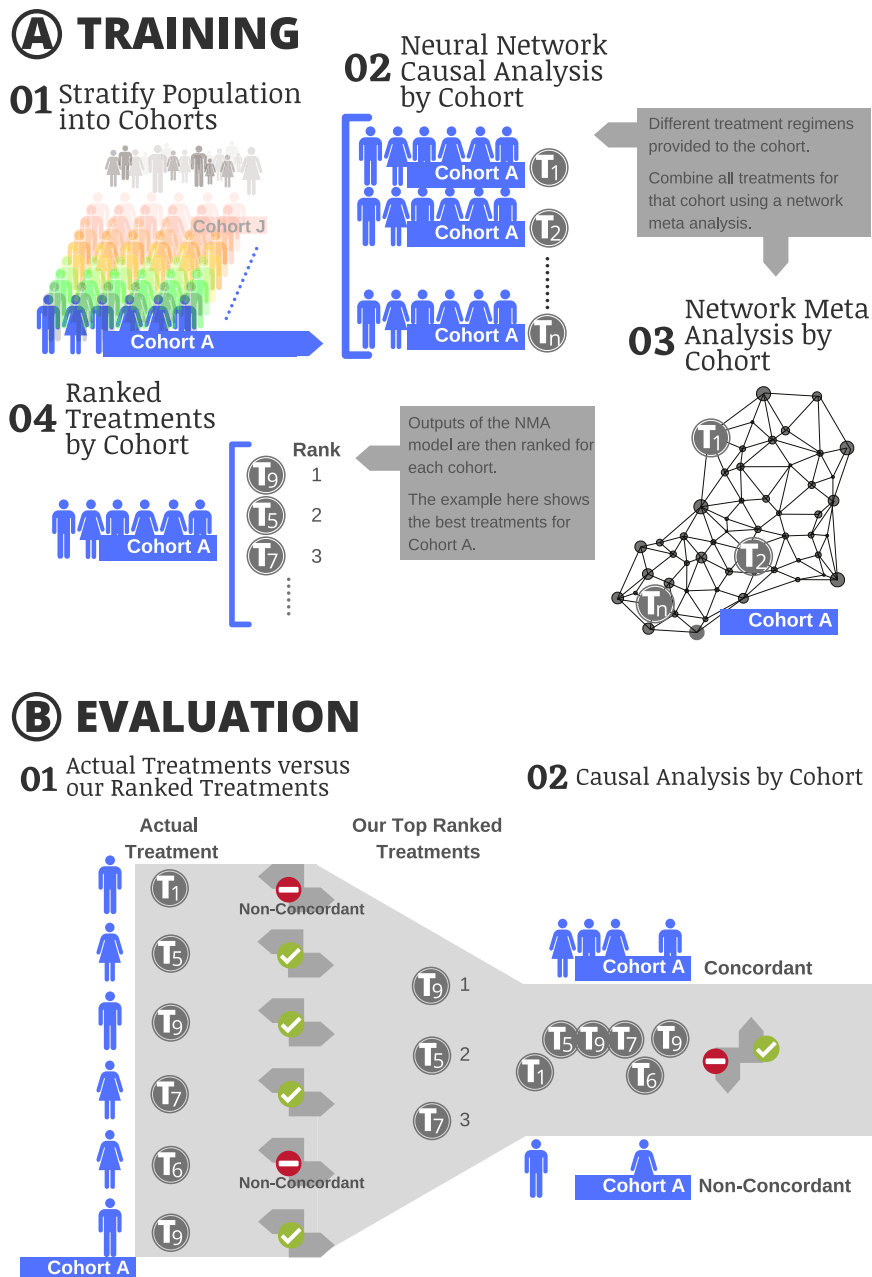 A TRAINING
01 Stratify Population
into Cohorts
Cohort J
Cohort A
02 Neural Network
Causal Analysis
by Cohort
Cohort A T1
Cohort A T2
Cohort A Tn
Different treatment regimens
provided to the cohort.
Combine all treatments for
that cohort using a network
meta analysis.
03 Network Meta
Analysis by
Cohort
T1
T2
Tn
Cohort A
04 Ranked
Treatments
by Cohort
Cohort A
Rank
T9 1
T5 2
T7 3
Outputs of the NMA
model are then ranked for
each cohort.
The example here shows
the best treatments for
Cohort A.
B EVALUATION
01 Actual Treatments versus
our Ranked Treatments
Actual
Treatment
Our Top Ranked
Treatments
T1
Non-Concordant
T5
T9
T7
T6
Non-Concordant
T9
Cohort A
T9 1
T5 2
T7 3
02 Causal Analysis by Cohort
Cohort A Concordant
T5 T9 T7 T9
T1 T6
Cohort A Non-Concordant